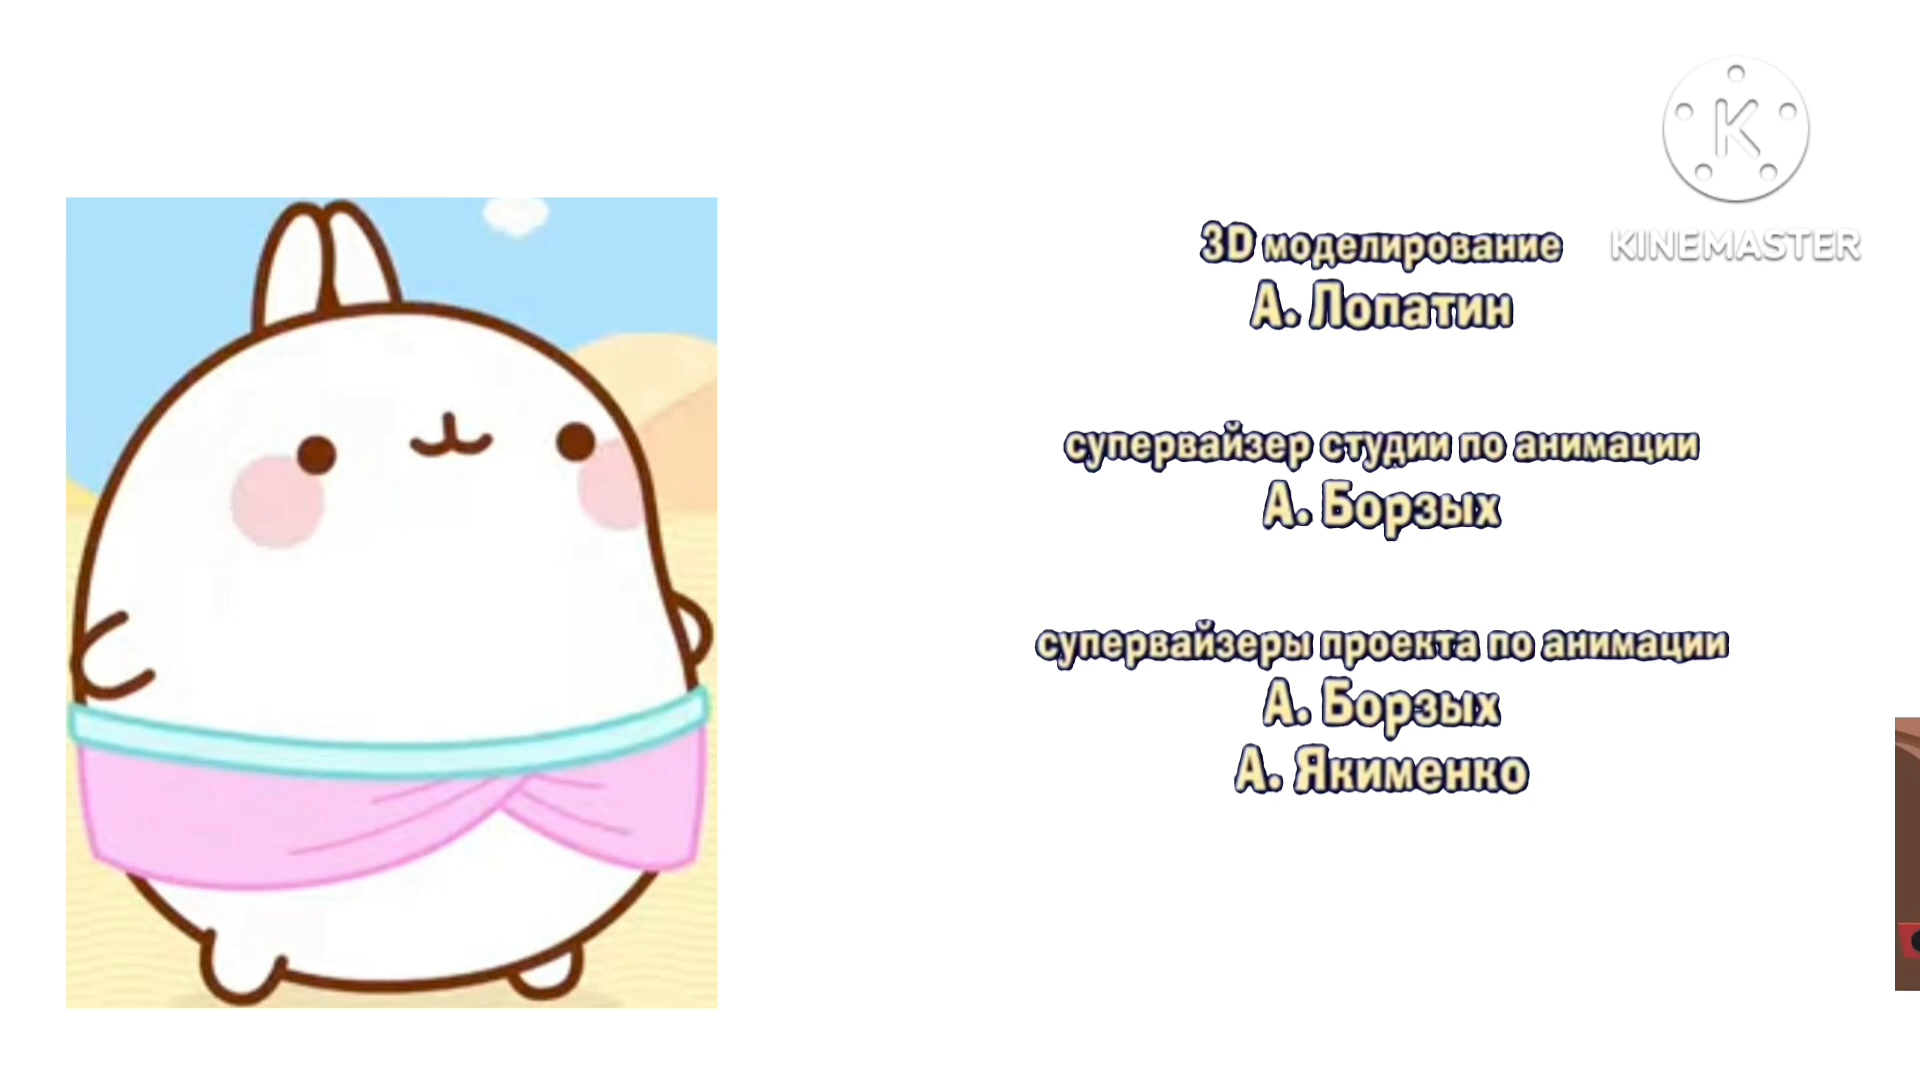 K
KINEMASTER
3D моделирование
А. Лопатин
супервайзер студии по анимации
А. Борзых
супервайзеры проекта по анимации
А. Борзых
А. Якименко